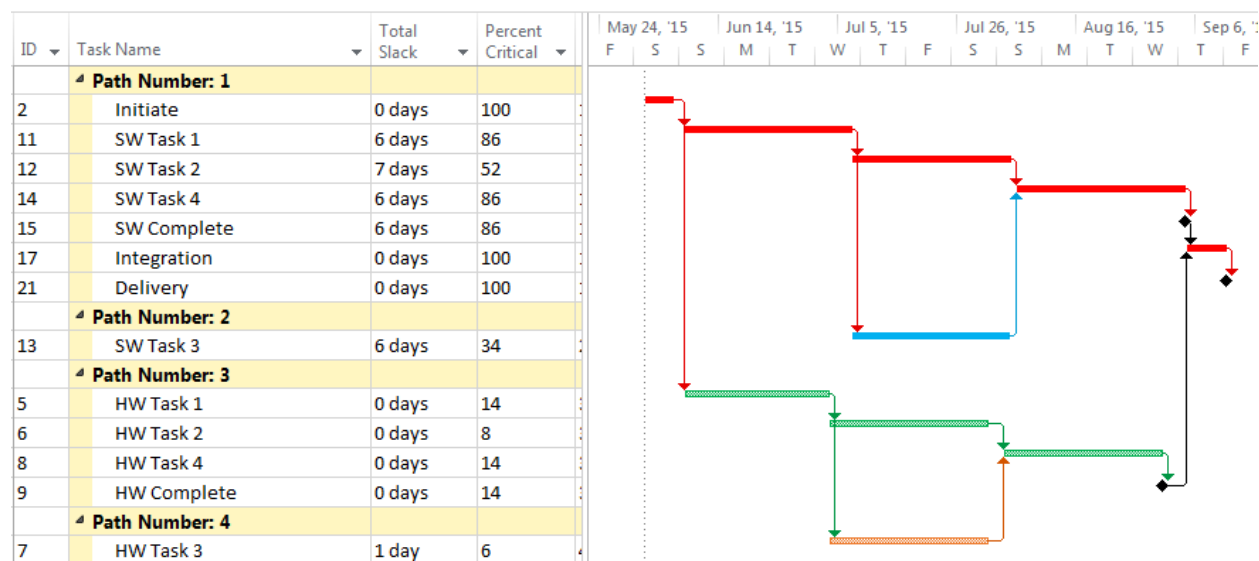 May 24, '15 Jun 14, '15 Jul 5, '15 Jul 26, '15 Aug 16, '15 Sep 6,
ID Task Name Total Slack Percent Critical F S S M T W T F S S M T W T F
Path Number: 1
2 Initiate 0 days 100
11 SW Task 1 6 days 86
12 SW Task 2 7 days 52
14 SW Task 4 6 days 86
15 SW Complete 6 days 86
17 Integration 0 days 100
21 Delivery 0 days 100
Path Number: 2
13 SW Task 3 6 days 34
Path Number: 3
5 HW Task 1 0 days 14
6 HW Task 2 0 days 8
8 HW Task 4 0 days 14
9 HW Complete 0 days 14
Path Number: 4
7 HW Task 3 1 day 6